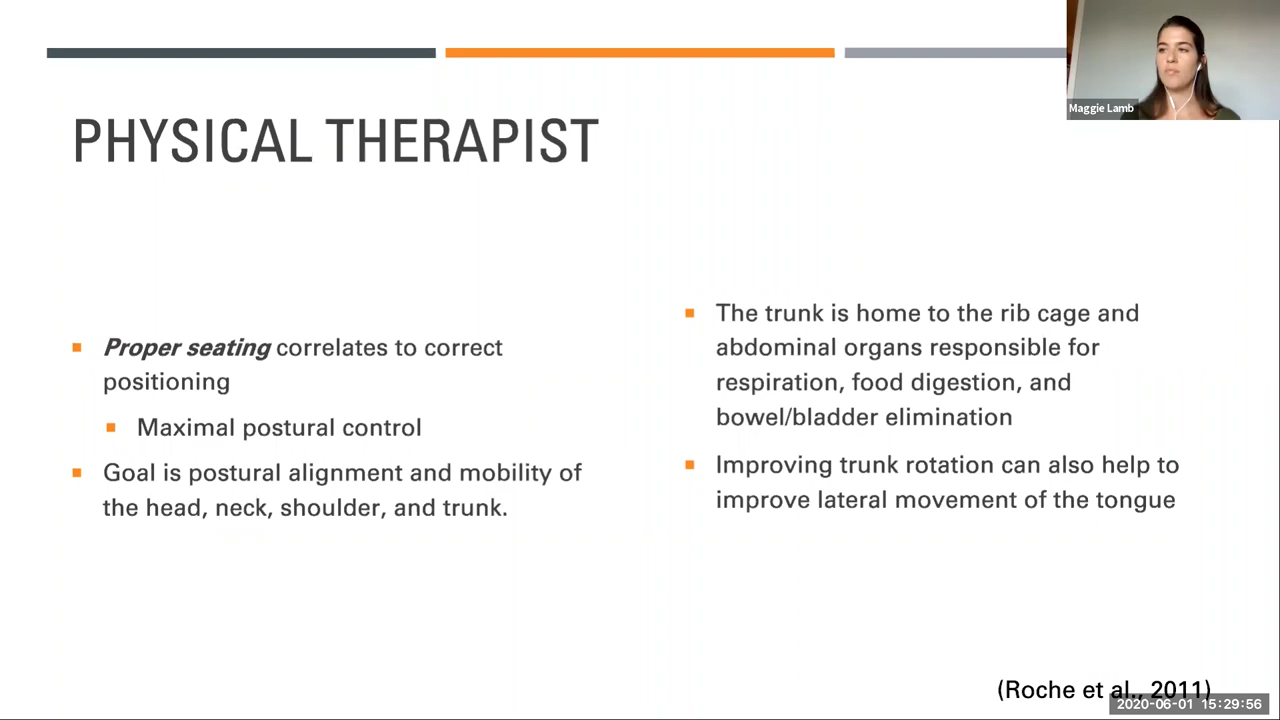 Maggie Lamb
PHYSICAL THERAPIST
Proper seating correlates to correct
positioning
Maximal postural control
Goal is postural alignment and mobility of
the head, neck, shoulder, and trunk.
The trunk is home to the rib cage and
abdominal organs responsible for
respiration, food digestion, and
bowel/bladder elimination
Improving trunk rotation can also help to
improve lateral movement of the tongue
(Roche et al., 2011)
2020-06-01 15:29:56